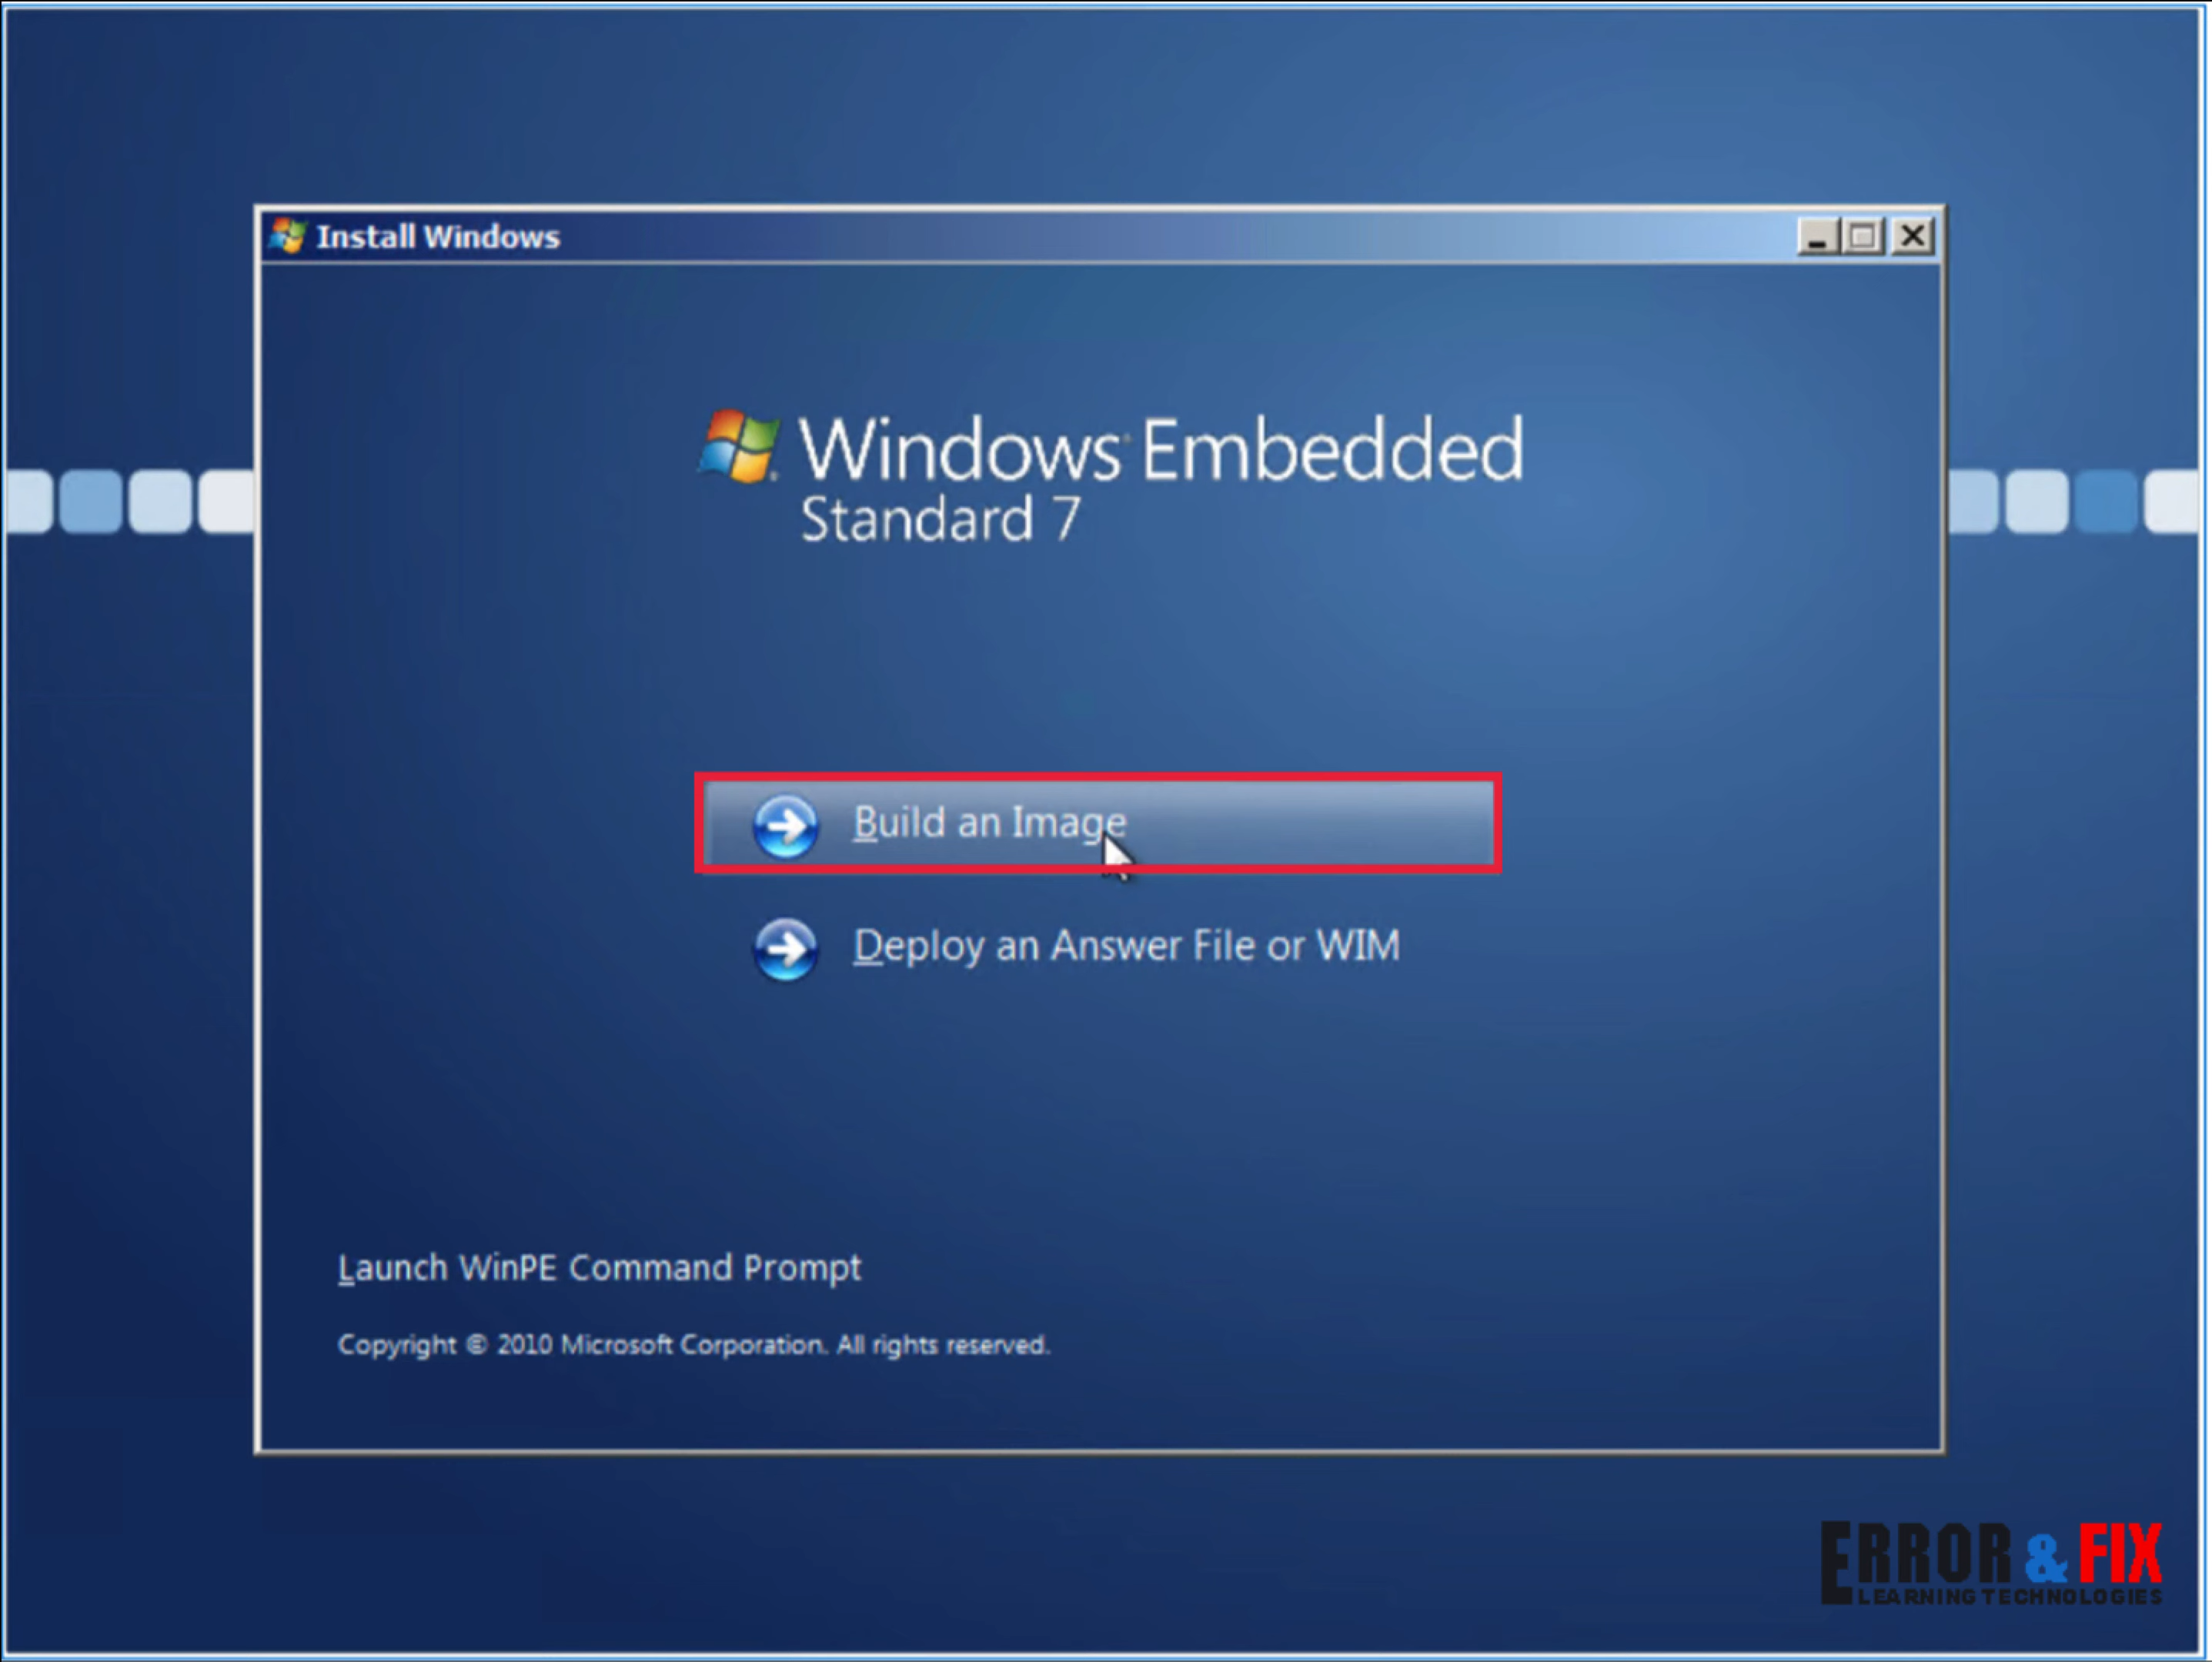 Install Windows
Windows Embedded
Standard 7
Build an Image
Deploy an Answer File or WIM
Launch WinPE Command Prompt
Copyright © 2010 Microsoft Corporation. All rights reserved.
ERROR & FIX
LEARNING TECHNOLOGIES